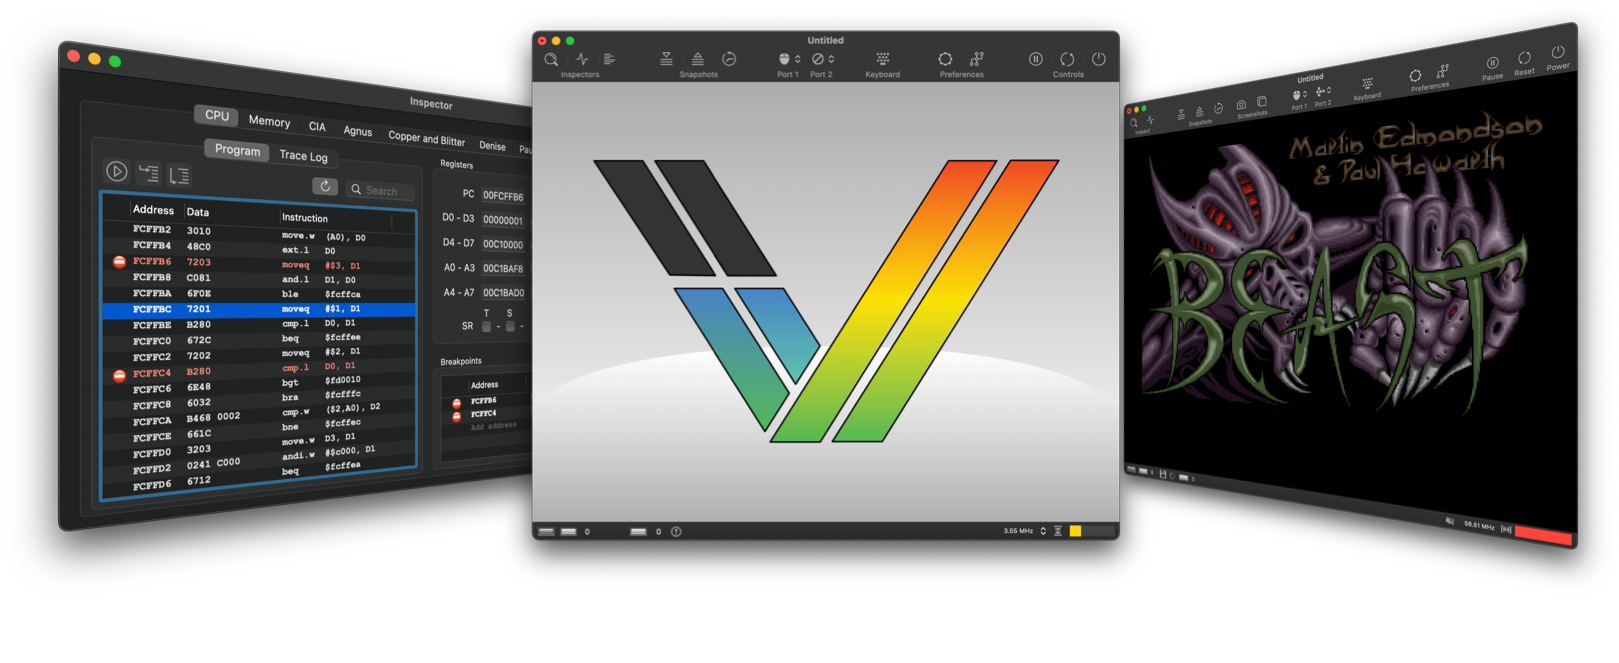 Inspector
CPU Memory CIA Agnus Copper and Blitter Denise Pau
Program Trace Log
Search
Address Data Instruction
FCFFB2 3010 move.w (A0), D0
FCFFB4 48C0 ext.l D0
FCFFB6 7203 moveq #$3, D1
FCFFB8 C081 and.l D1, D0
FCFFBA 6F0E ble $fcffca
FCFFBC 7201 moveq #$1, D1
FCFFBE B280 cmp.l D0, D1
FCFFC0 672C beq $fcffee
FCFFC2 7202 moveq #$2, D1
FCFFC4 B280 cmp.l D0, D1
FCFFC6 6E48 bgt $fd0010
FCFFC8 6032 bra $fcfffc
FCFFCA B468 0002 cmp.w ($2,A0), D2
FCFFCE 661C bne $fcffec
FCFFD0 3203 move.w D3, D1
FCFFD2 0241 C000 andi.w #$c000, D1
FCFFD6 6712 beq $fcffea
Registers
PC 00FCFFB6
D0 - D3 00000001
D4 - D7 00C10000
A0 - A3 00C1BAF8
A4 - A7 00C1BAD0
T S
SR - -
Breakpoints
Address
FCFFB6
FCFFC4
Add address
Untitled
Inspectors Snapshots Port 1 Port 2 Keyboard Preferences Controls
0 0 3.55 MHz
Untitled
Inspect Snapshots Screenshots Port 1 Port 2 Keyboard Preferences Pause Reset Power
Martin Edmondson
& Paul Howarth
BEAST
0 0
56.51 MHz